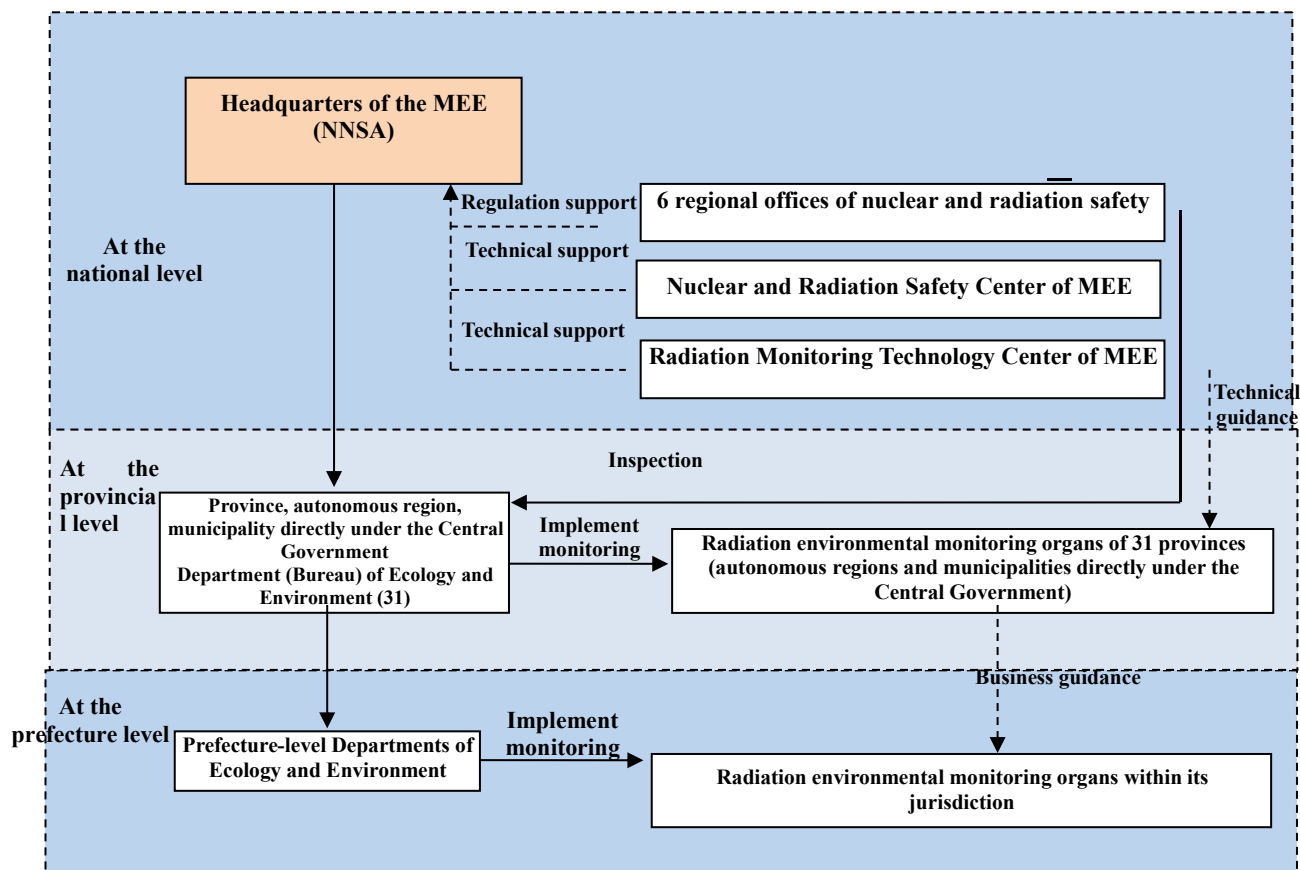 Headquarters of the MEE
(NNSA)
Regulation support
6 regional offices of nuclear and radiation safety
At the
national level
Technical support
Nuclear and Radiation Safety Center of MEE
Technical support
Radiation Monitoring Technology Center of MEE
Technical
guidance
At the
provincia
l level
Inspection
Province, autonomous region,
municipality directly under the Central
Government
Department (Bureau) of Ecology and
Environment (31)
Implement
monitoring
Radiation environmental monitoring organs of 31 provinces
(autonomous regions and municipalities directly under the
Central Government)
Business guidance
At the
prefecture level
Prefecture-level Departments of
Ecology and Environment
Implement
monitoring
Radiation environmental monitoring organs within its
jurisdiction